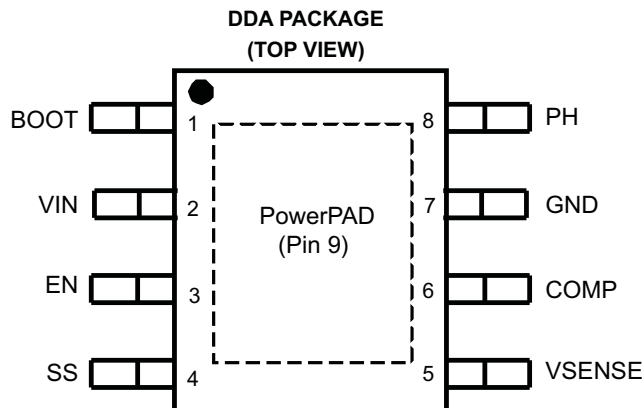 DDA PACKAGE
(TOP VIEW)
BOOT 1 8 PH
VIN 2 7 GND
PowerPAD
(Pin 9)
EN 3 6 COMP
SS 4 5 VSENSE